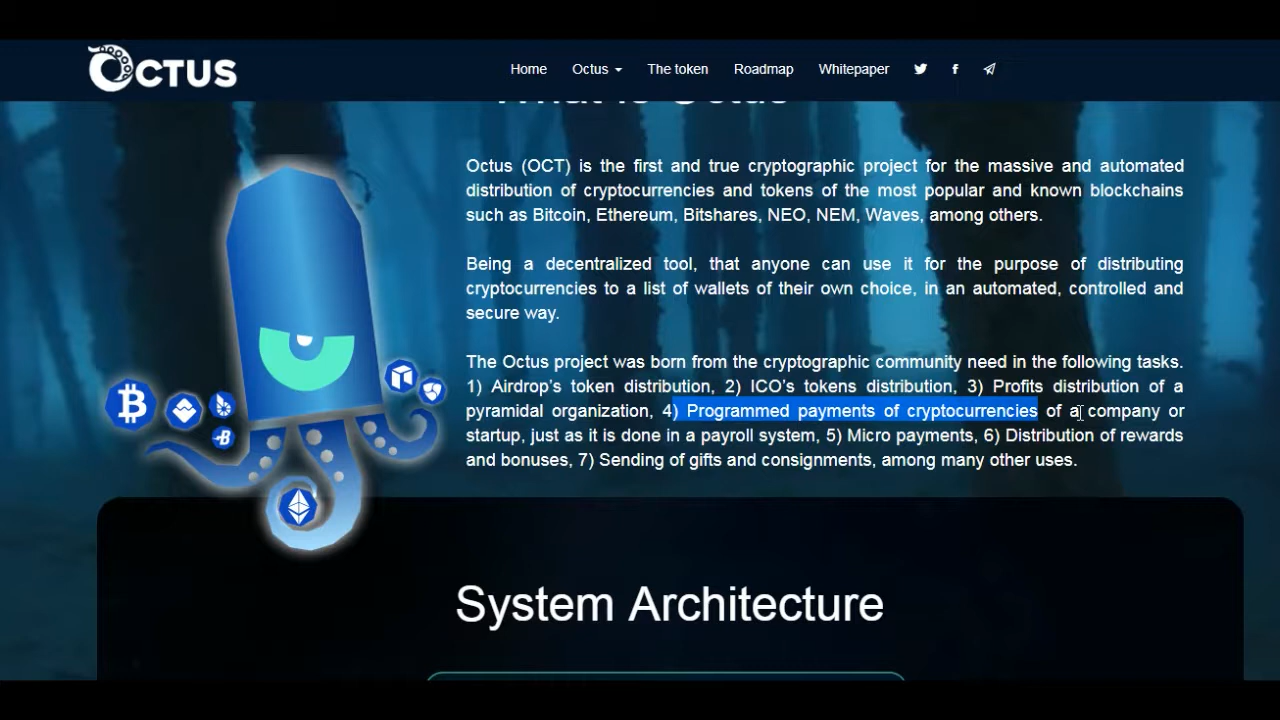 OCTUS
Home Octus The token Roadmap Whitepaper
What is Octus
Octus (OCT) is the first and true cryptographic project for the massive and automated
distribution of cryptocurrencies and tokens of the most popular and known blockchains
such as Bitcoin, Ethereum, Bitshares, NEO, NEM, Waves, among others.
Being a decentralized tool, that anyone can use it for the purpose of distributing
cryptocurrencies to a list of wallets of their own choice, in an automated, controlled and
secure way.
The Octus project was born from the cryptographic community need in the following tasks.
1) Airdrop's token distribution, 2) ICO's tokens distribution, 3) Profits distribution of a
pyramidal organization, 4) Programmed payments of cryptocurrencies of a company or
startup, just as it is done in a payroll system, 5) Micro payments, 6) Distribution of rewards
and bonuses, 7) Sending of gifts and consignments, among many other uses.
System Architecture